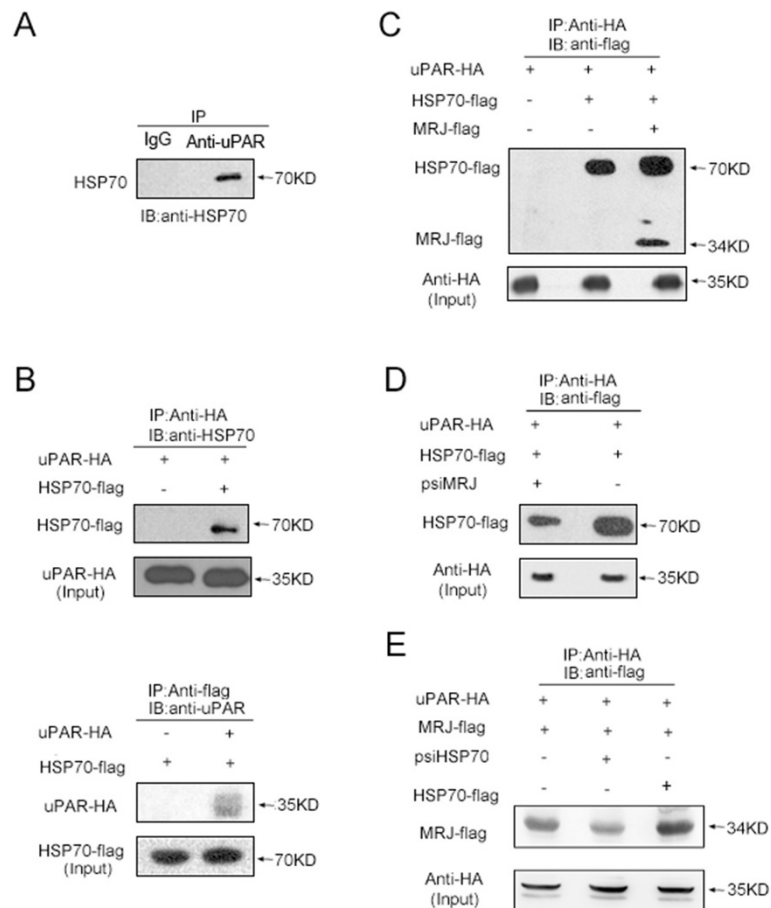 A
IP
IgG Anti-uPAR
HSP70 ←70KD
IB:anti-HSP70
B
IP:Anti-HA
IB:anti-HSP70
uPAR-HA + +
HSP70-flag - +
HSP70-flag ←70KD
uPAR-HA
(Input) ←35KD
IP:Anti-flag
IB:anti-uPAR
uPAR-HA - +
HSP70-flag + +
uPAR-HA ←35KD
HSP70-flag
(Input) ←70KD
C
IP:Anti-HA
IB: anti-flag
uPAR-HA + + +
HSP70-flag - + +
MRJ-flag - - +
HSP70-flag ←70KD
MRJ-flag ←34KD
Anti-HA
(Input) ←35KD
D
IP:Anti-HA
IB:anti-flag
uPAR-HA + +
HSP70-flag + +
psiMRJ + -
HSP70-flag ←70KD
Anti-HA
(Input) ←35KD
E
IP:Anti-HA
IB:anti-flag
uPAR-HA + + +
MRJ-flag + + +
psiHSP70 - + -
HSP70-flag - - +
MRJ-flag ←34KD
Anti-HA
(Input) ←35KD